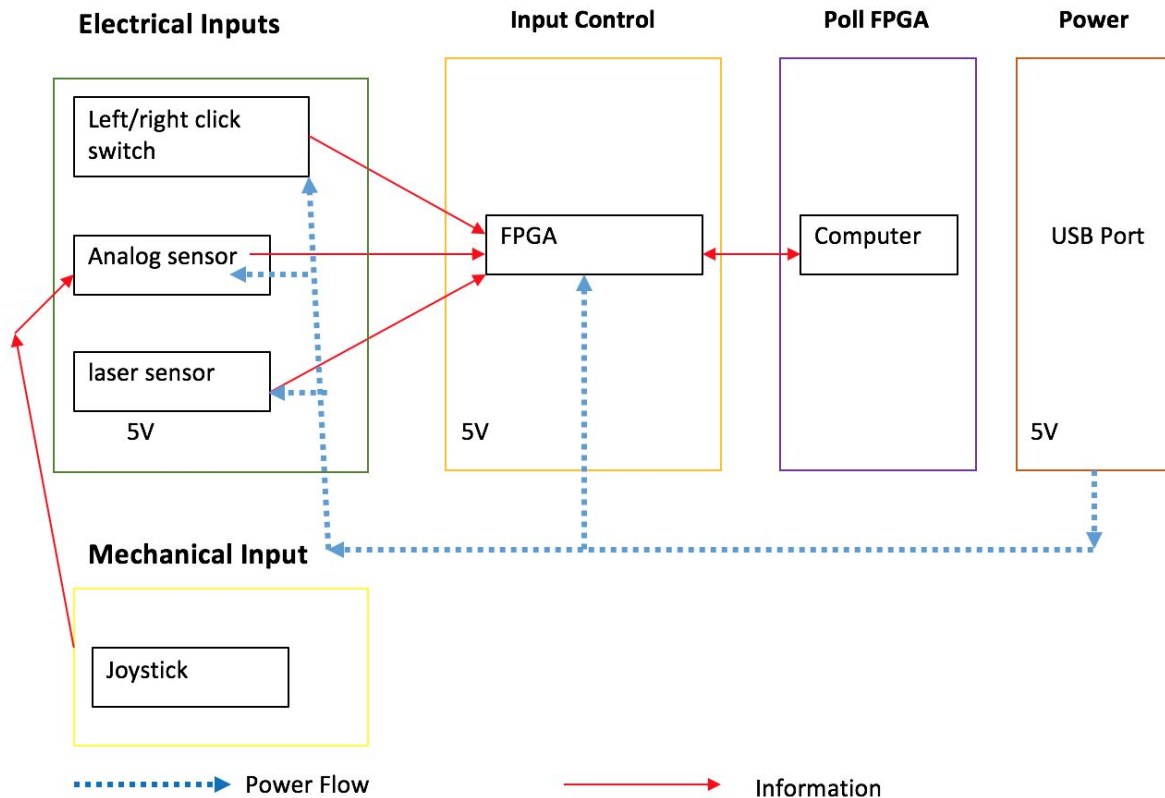 Electrical Inputs
Input Control
Poll FPGA
Power
Left/right click
switch
Analog sensor
laser sensor
5V
FPGA
5V
Computer
USB Port
5V
Mechanical Input
Joystick
Power Flow
Information